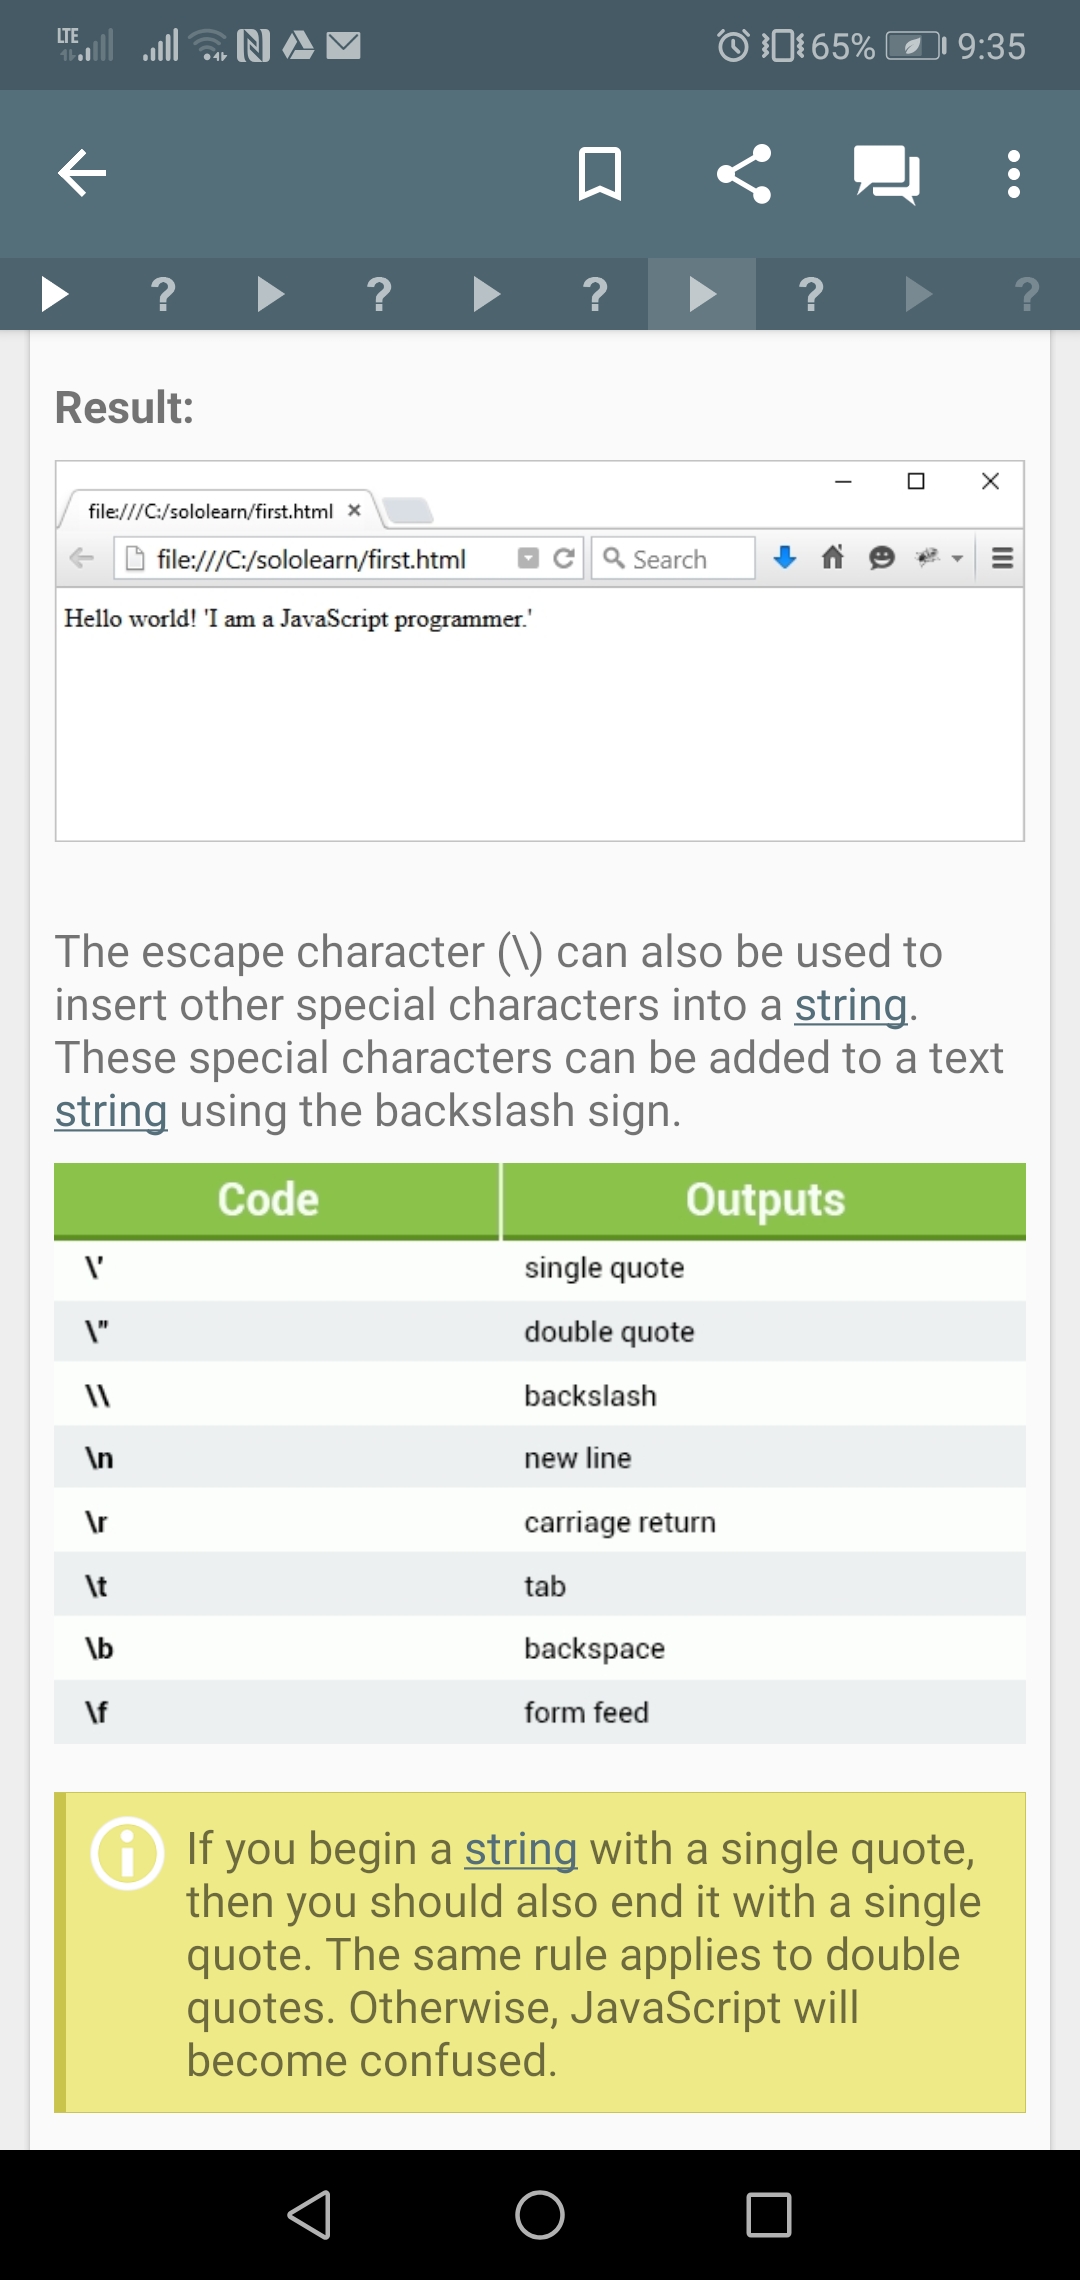 LTE 65% 9:35
? ? ? ? ?
Result:
file:///C:/sololearn/first.html
file:///C:/sololearn/first.html Search
Hello world! 'I am a JavaScript programmer.'
The escape character (\) can also be used to
insert other special characters into a string.
These special characters can be added to a text
string using the backslash sign.
Code Outputs
\' single quote
\" double quote
\\ backslash
\n new line
\r carriage return
\t tab
\b backspace
\f form feed
If you begin a string with a single quote,
then you should also end it with a single
quote. The same rule applies to double
quotes. Otherwise, JavaScript will
become confused.